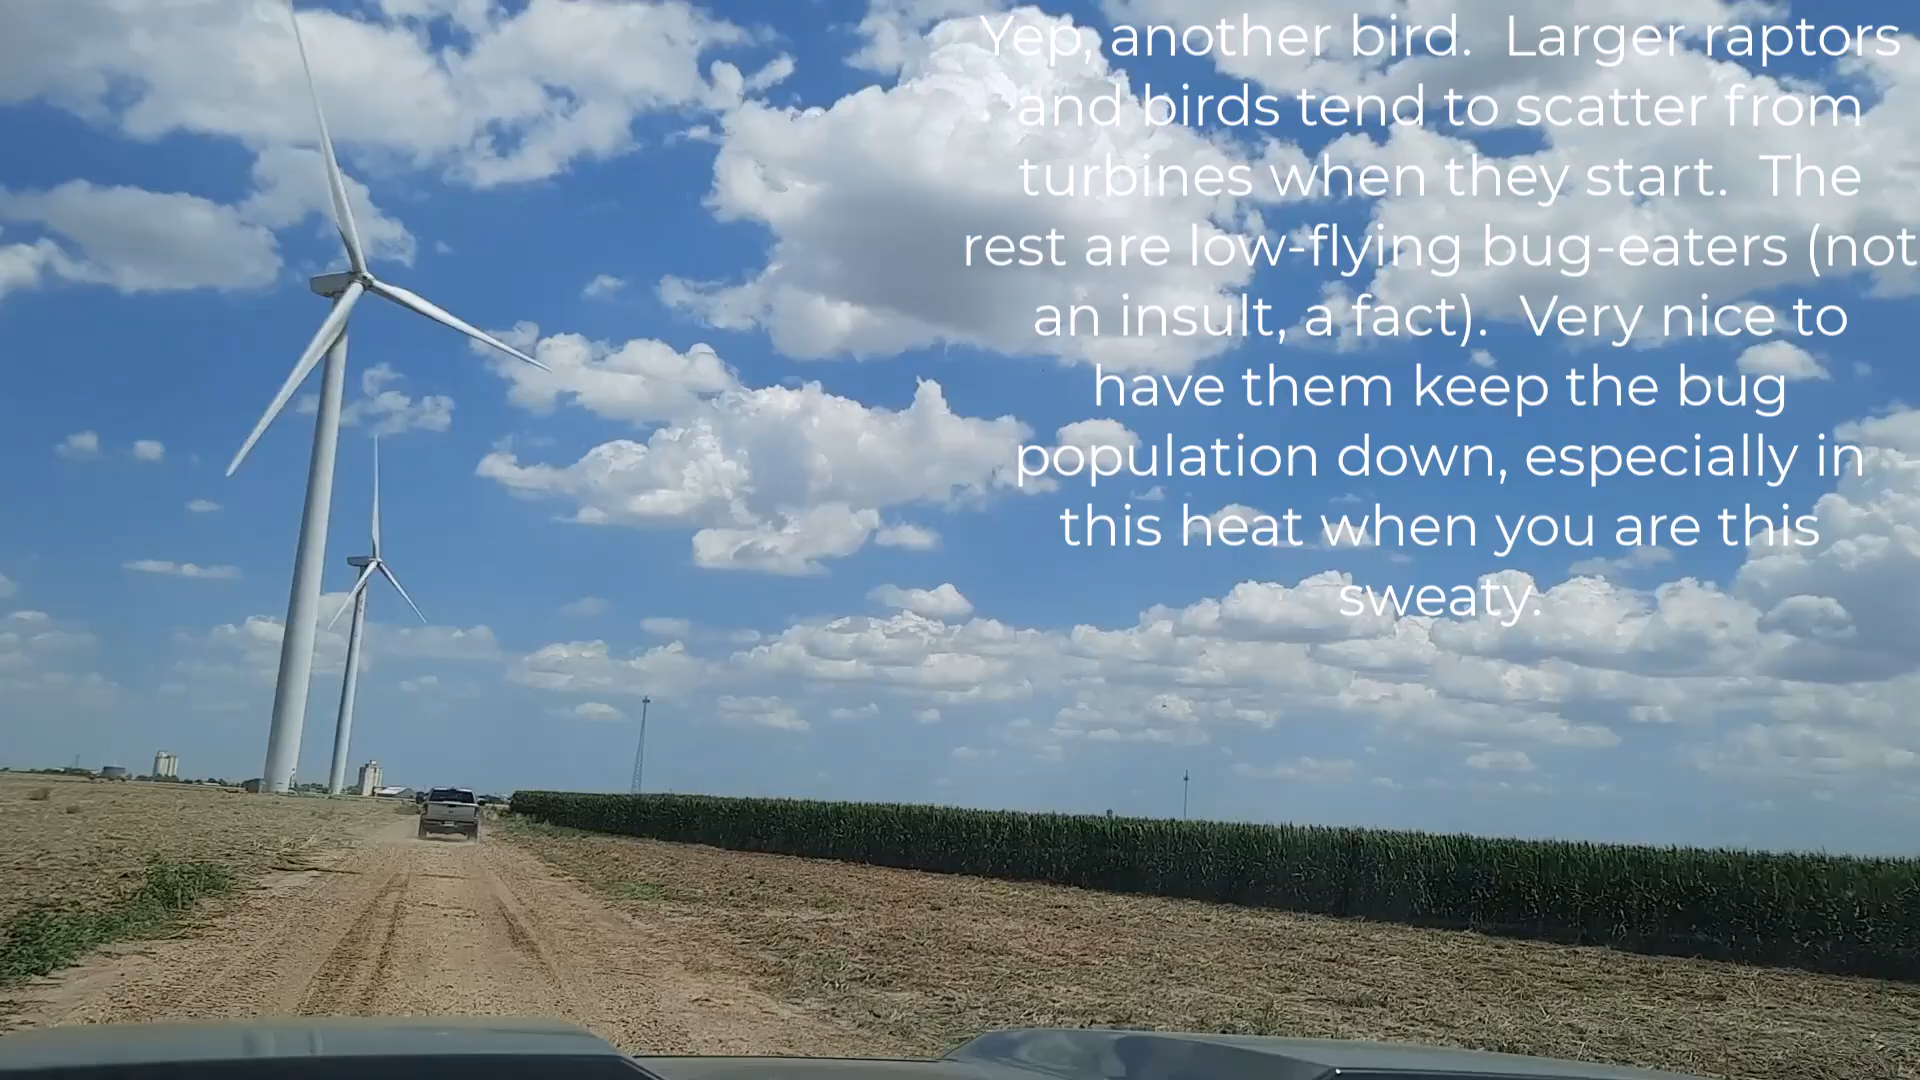 Yep, another bird.  Larger raptors
and birds tend to scatter from
turbines when they start.  The
rest are low-flying bug-eaters (not
an insult, a fact).  Very nice to
have them keep the bug
population down, especially in
this heat when you are this
sweaty.